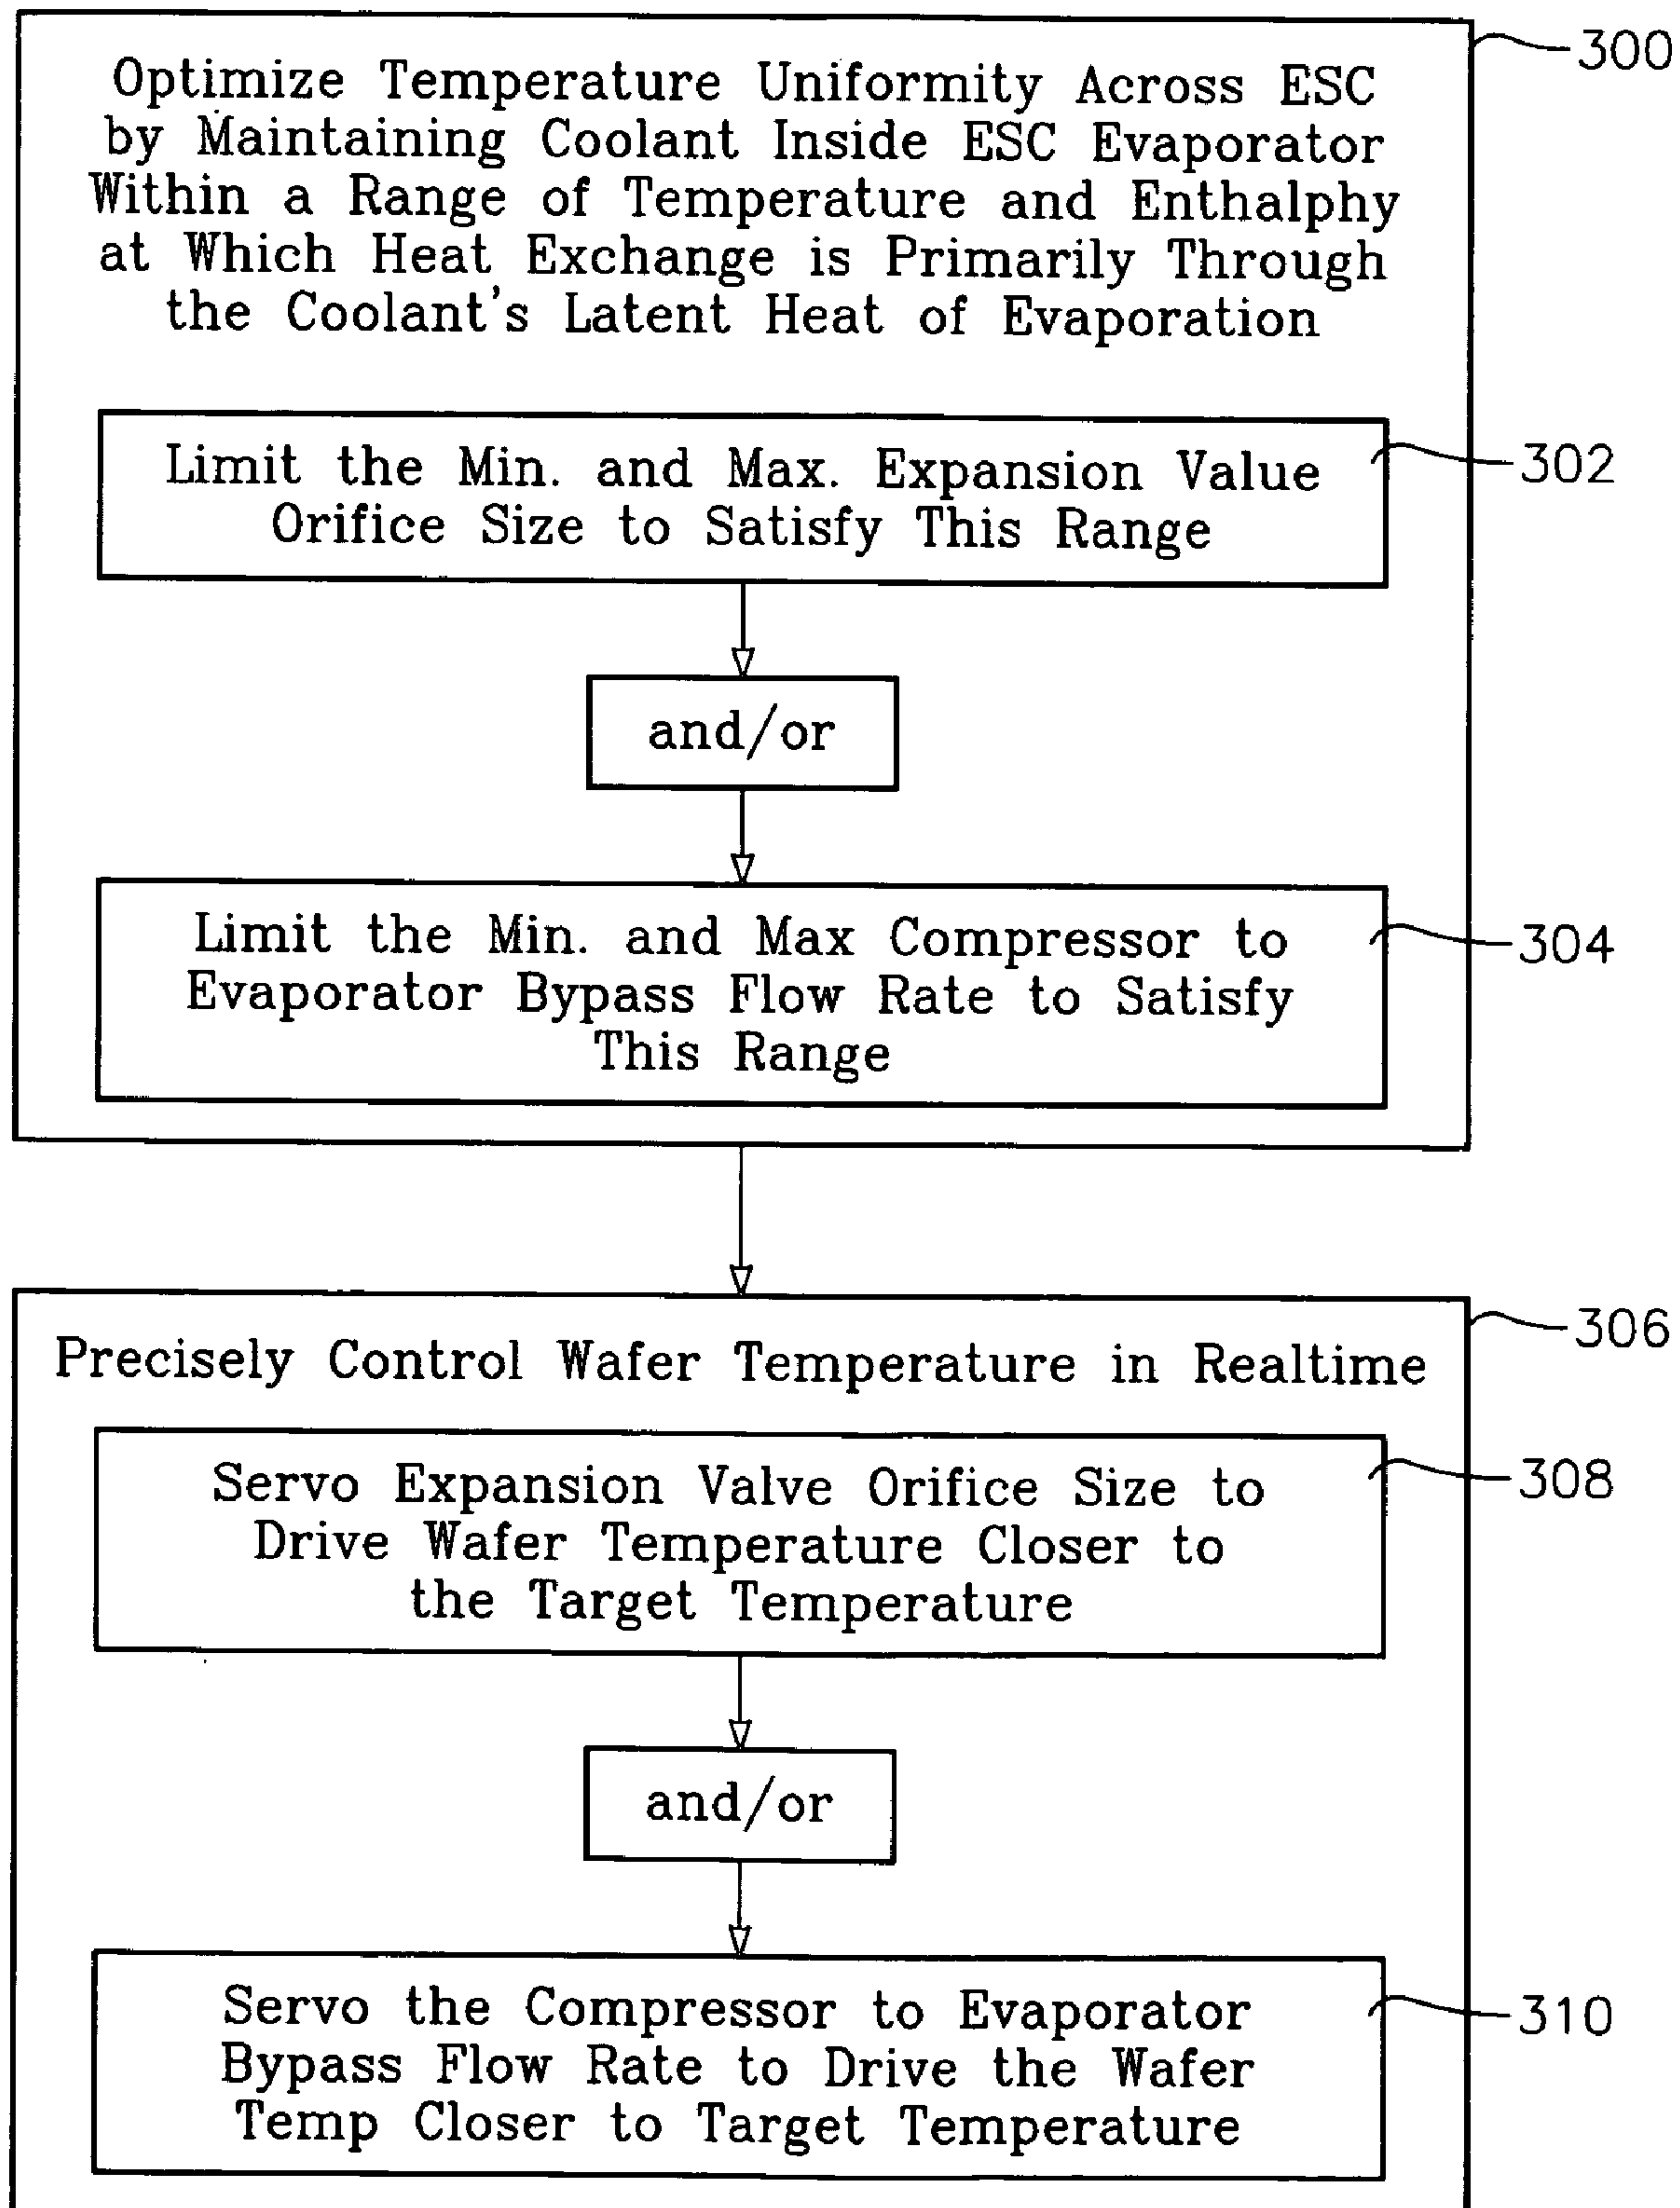 300
Optimize Temperature Uniformity Across ESC
by Maintaining Coolant Inside ESC Evaporator
Within a Range of Temperature and Enthalphy
at Which Heat Exchange is Primarily Through
the Coolant's Latent Heat of Evaporation
302
Limit the Min. and Max. Expansion Value
Orifice Size to Satisfy This Range
and/or
304
Limit the Min. and Max Compressor to
Evaporator Bypass Flow Rate to Satisfy
This Range
306
Precisely Control Wafer Temperature in Realtime
308
Servo Expansion Valve Orifice Size to
Drive Wafer Temperature Closer to
the Target Temperature
and/or
310
Servo the Compressor to Evaporator
Bypass Flow Rate to Drive the Wafer
Temp Closer to Target Temperature